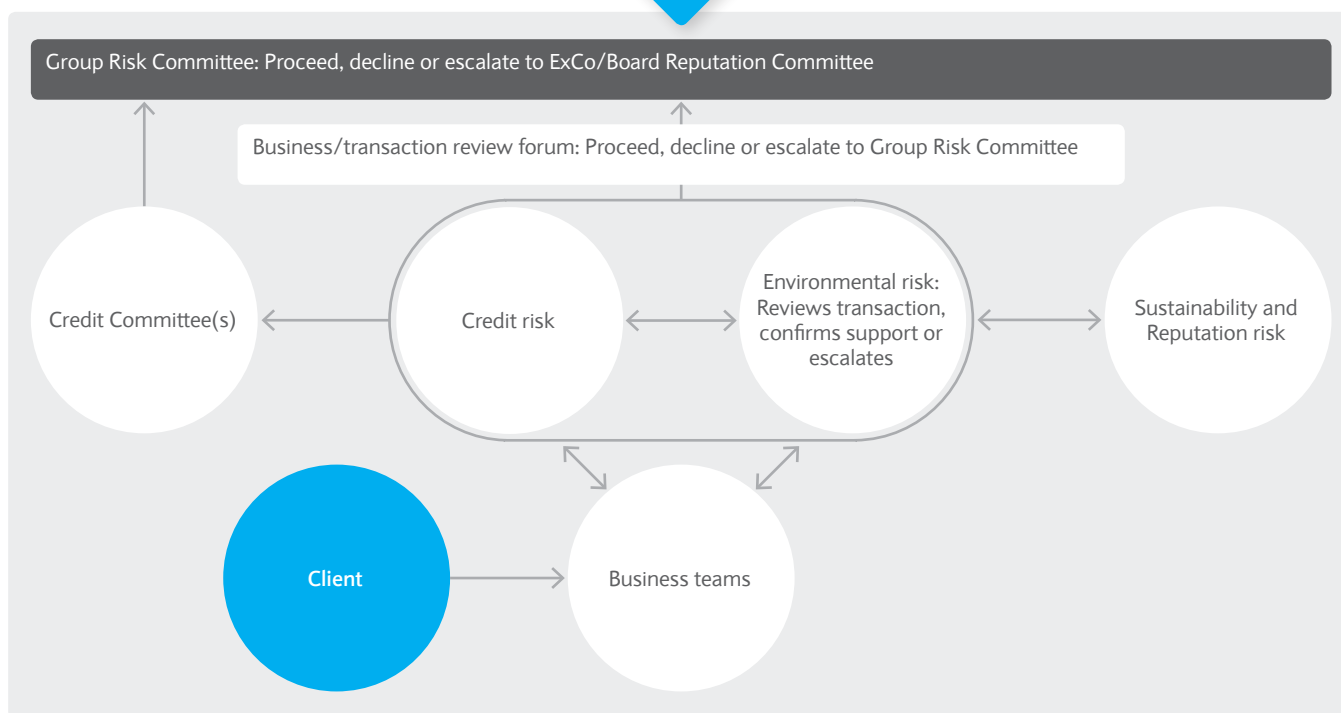 Group Risk Committee: Proceed, decline or escalate to ExCo/Board Reputation Committee
Business/transaction review forum: Proceed, decline or escalate to Group Risk Committee
Credit Committee(s)
Credit risk
Environmental risk:
Reviews transaction,
confirms support or
escalates
Sustainability and
Reputation risk
Client
Business teams